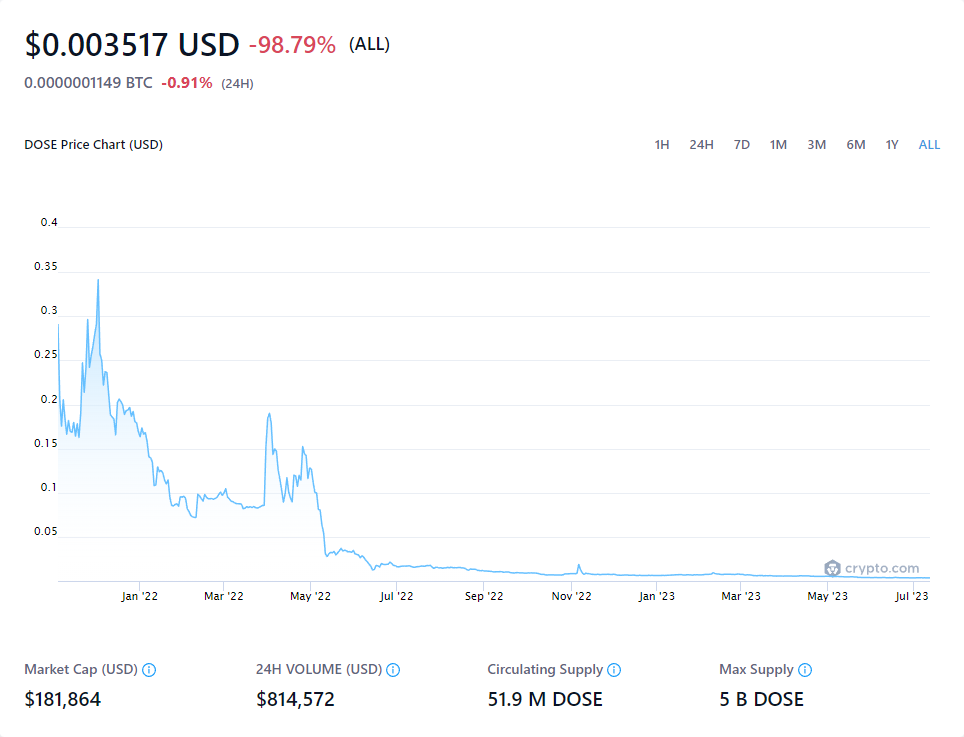 $0.003517 USD -98.79% (ALL)
0.0000001149 BTC -0.91% (24H)
DOSE Price Chart (USD) 1H 24H 7D 1M 3M 6M 1Y ALL
0.4
0.35
0.3
0.25
0.2
0.15
0.1
0.05
crypto.com
Jan '22 Mar '22 May '22 Jul '22 Sep '22 Nov '22 Jan '23 Mar '23 May '23 Jul '23
Market Cap (USD) 24H VOLUME (USD) Circulating Supply Max Supply
$181,864 $814,572 51.9 M DOSE 5 B DOSE